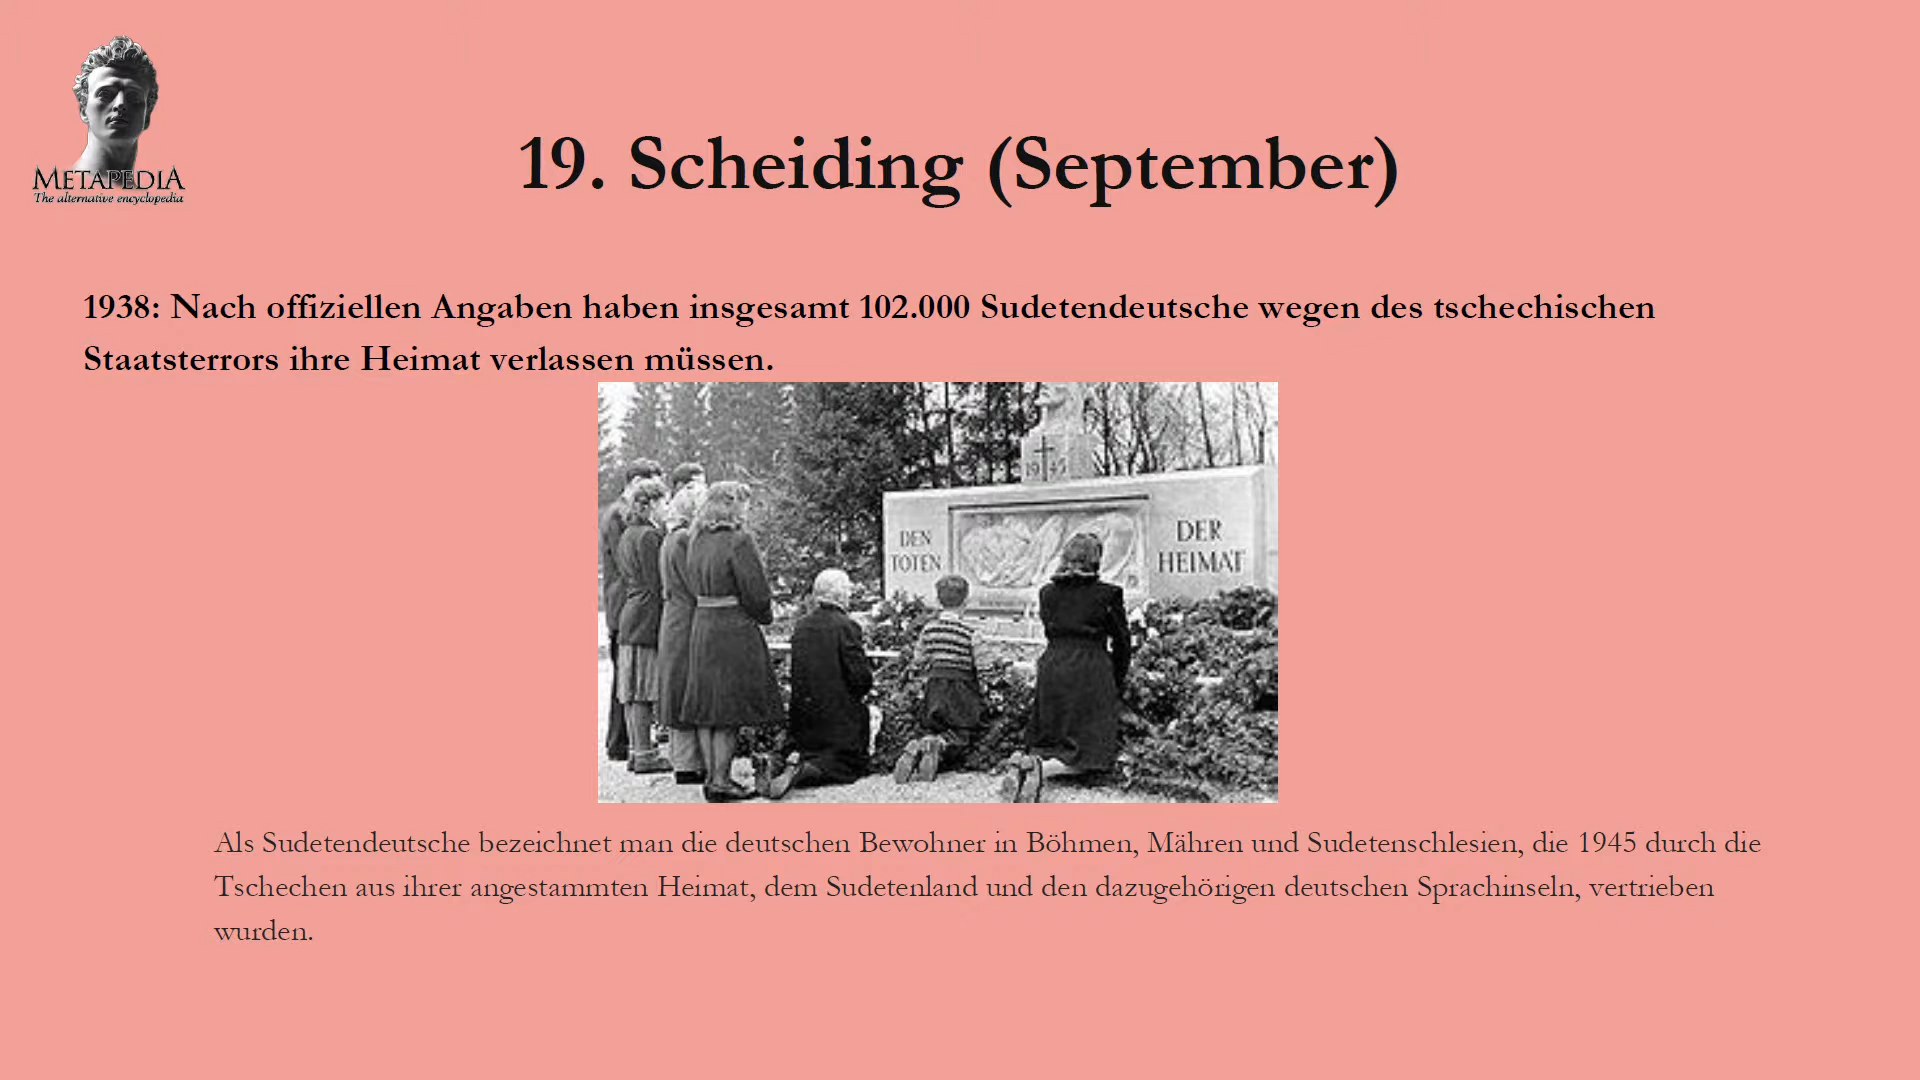 METAPEDIA
The alternative encyclopedia
19. Scheiding (September)
1938: Nach offiziellen Angaben haben insgesamt 102.000 Sudetendeutsche wegen des tschechischen
Staatsterrors ihre Heimat verlassen müssen.
1945
DEN
TOTEN
DER
HEIMAT
Als Sudetendeutsche bezeichnet man die deutschen Bewohner in Böhmen, Mähren und Sudetenschlesien, die 1945 durch die
Tschechen aus ihrer angestammten Heimat, dem Sudetenland und den dazugehörigen deutschen Sprachinseln, vertrieben
wurden.